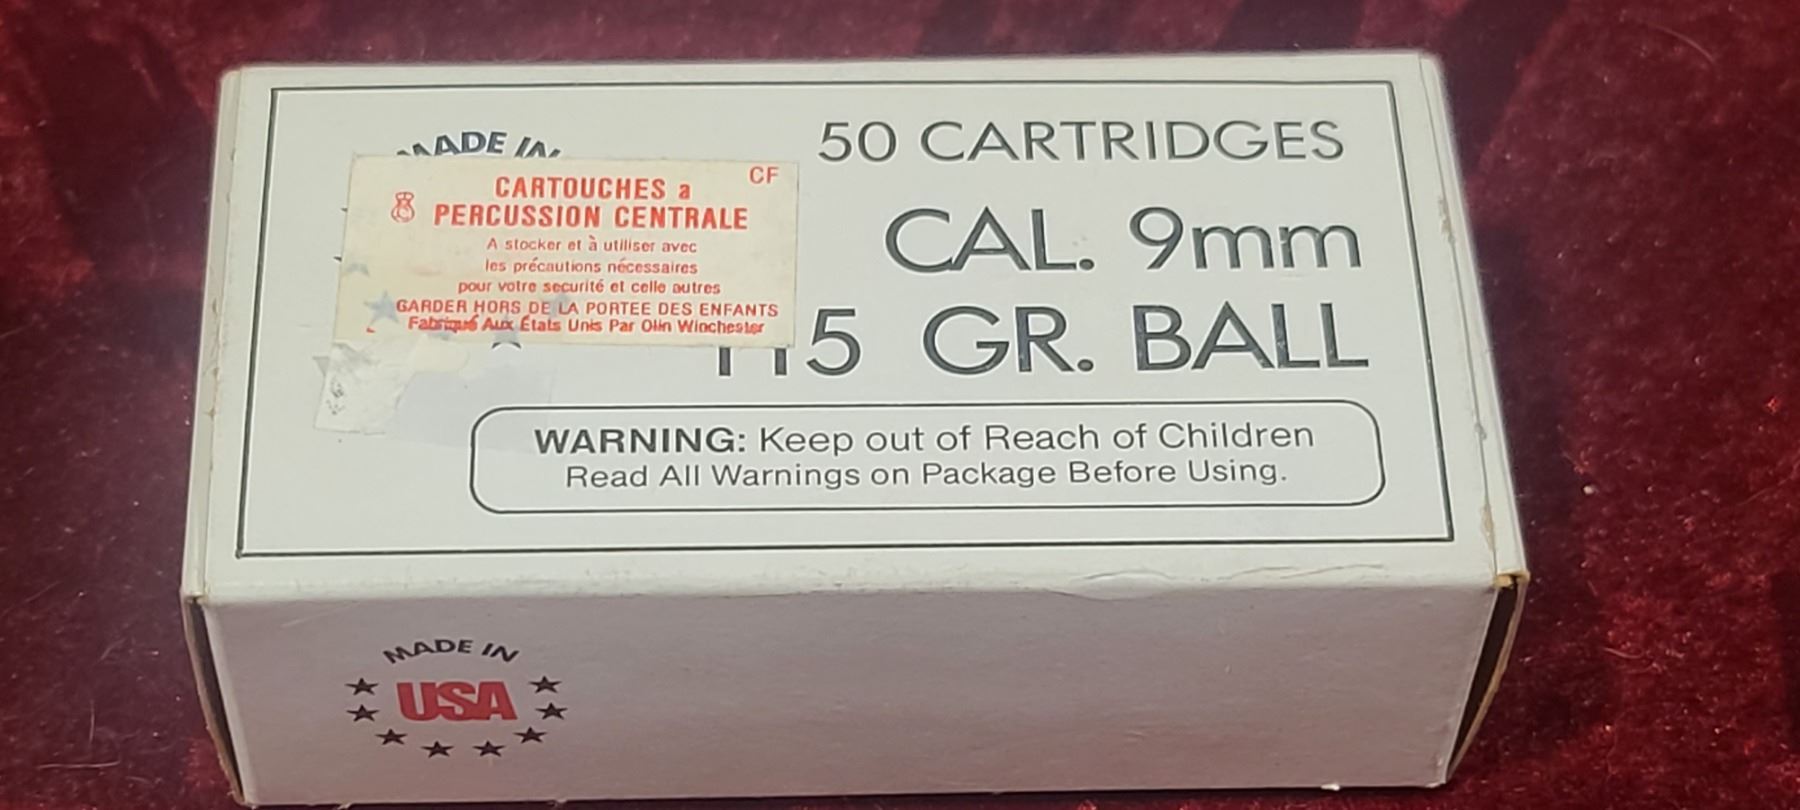 MADE IN
50 CARTRIDGES
CF
CARTOUCHES a
PERCUSSION CENTRALE
A stocker et à utiliser avec
les précautions nécessaires
pour votre securité et celle autres
GARDER HORS DE LA PORTEE DES ENFANTS
Fabriqué Aux États Unis Par Olin Winchester
CAL. 9mm
115 GR. BALL
WARNING: Keep out of Reach of Children
Read All Warnings on Package Before Using.
MADE IN
USA